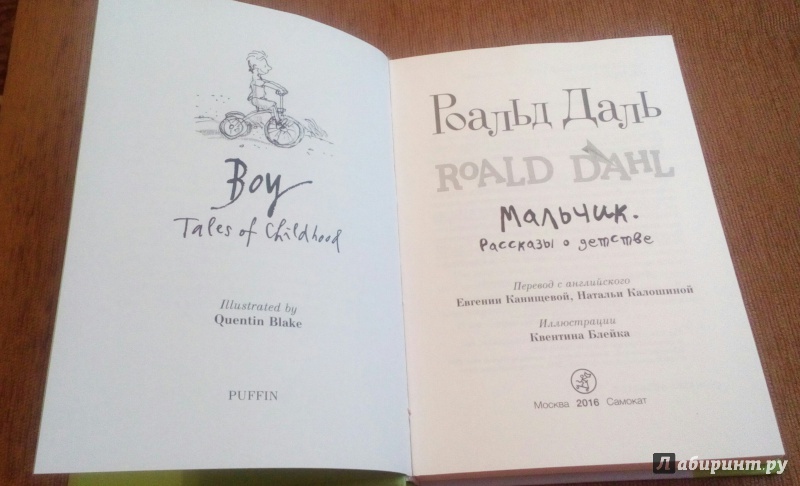 Boy
Tales of Childhood
Illustrated by
Quentin Blake
PUFFIN
Роальд Даль
ROALD DAHL
Мальчик.
Рассказы о детстве
Перевод с английского
Евгении Канищевой, Натальи Калошиной
Иллюстрации
Квентина Блейка
Москва 2016 Самокат
Лабиринт.ру